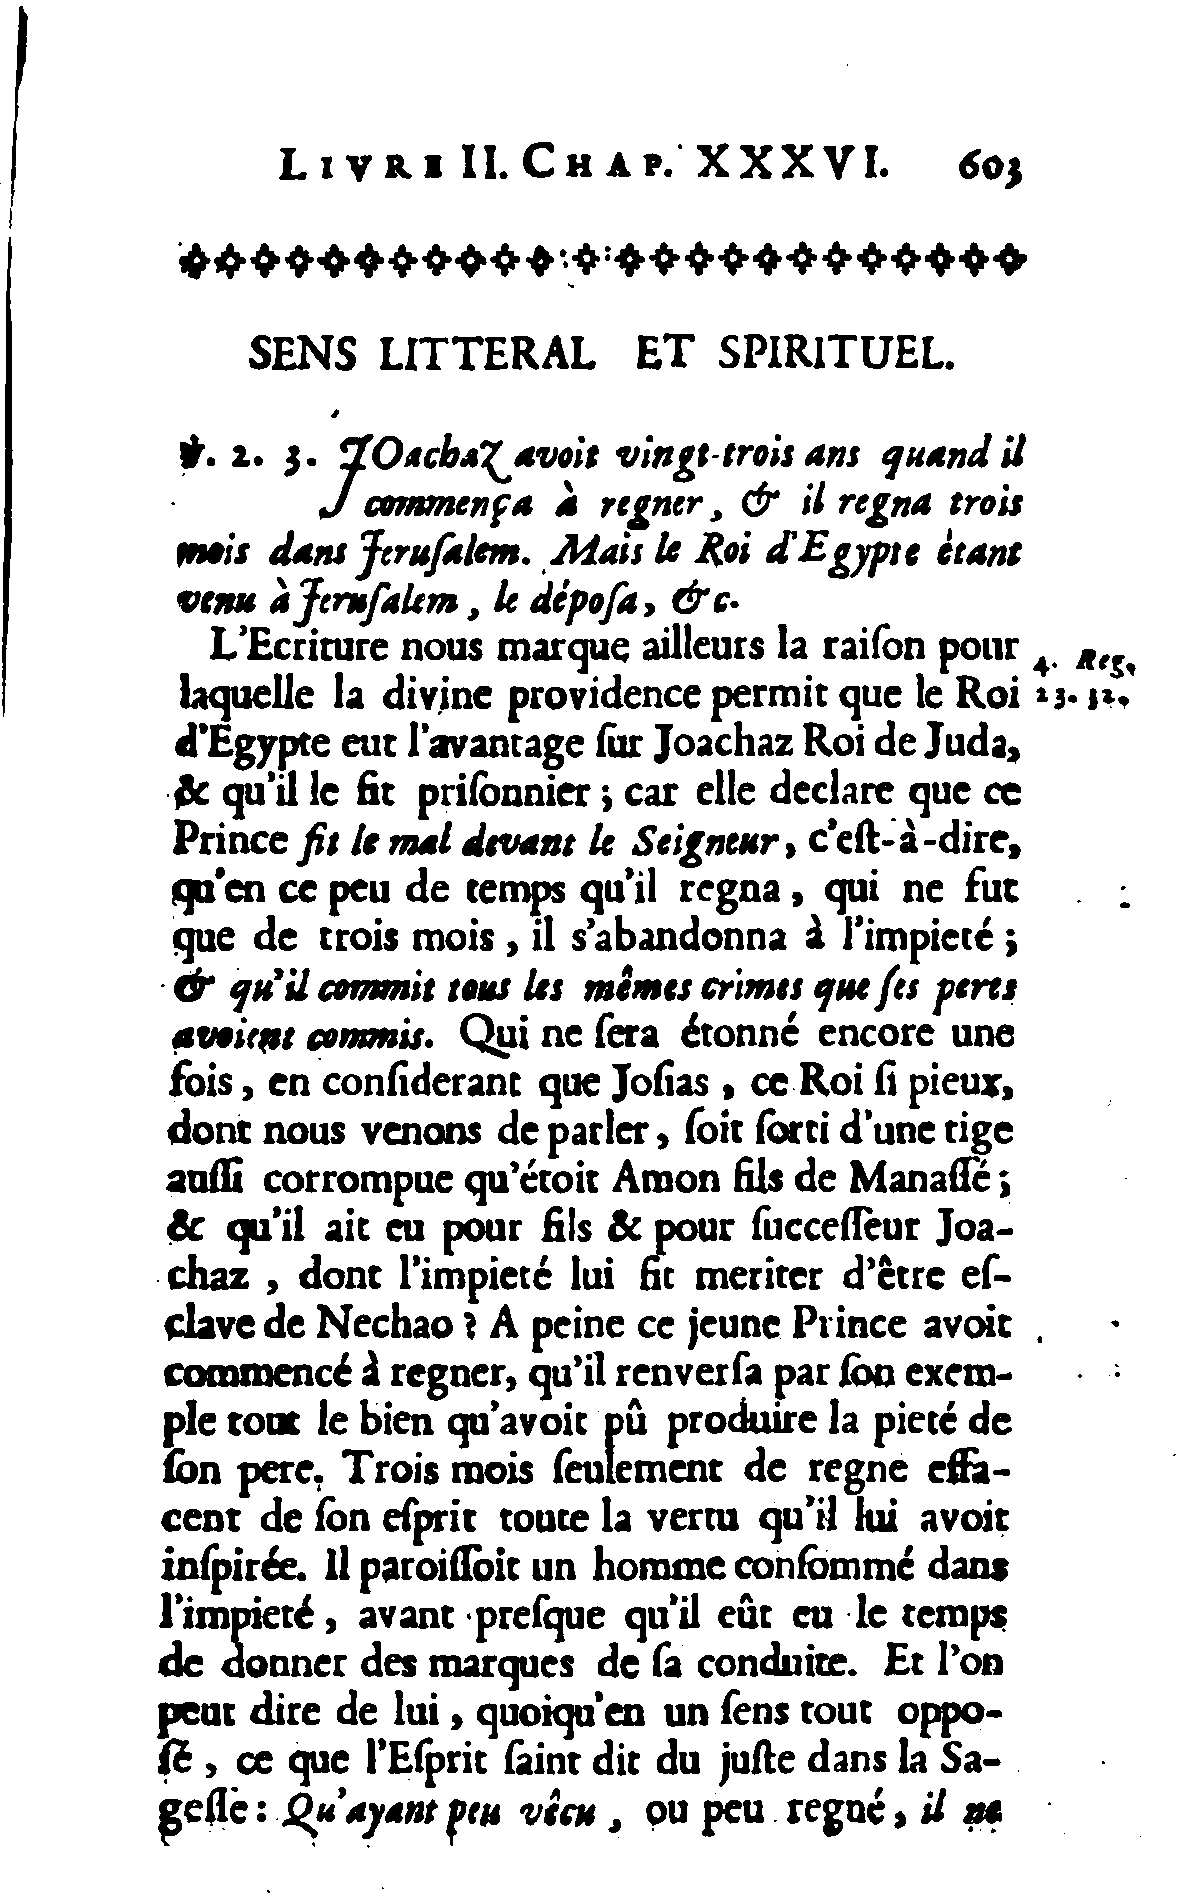 LIVRE II. CHAP. XXXVI. 603
SENS LITTERAL ET SPIRITUEL.
℣. 2. 3. JOachaz avoit vingt-trois ans quand il
commença à regner, & il regna trois
mois dans Jeruſalem. Mais le Roi d'Egypte étant
venu à Jeruſalem, le dépoſa, &c.
L'Ecriture nous marque ailleurs la raiſon pour
4. Reg.
laquelle la divine providence permit que le Roi
23. 32.
d'Egypte eut l'avantage ſur Joachaz Roi de Juda,
& qu'il le fit priſonnier; car elle declare que ce
Prince fit le mal devant le Seigneur, c'eſt-à-dire,
qu'en ce peu de temps qu'il regna, qui ne fut
que de trois mois, il s'abandonna à l'impieté;
& qu'il commit tous les mêmes crimes que ſes peres
avoient commis. Qui ne ſera étonné encore une
fois, en conſiderant que Joſias, ce Roi ſi pieux,
dont nous venons de parler, ſoit ſorti d'une tige
auſſi corrompue qu'étoit Amon fils de Manaſſé;
& qu'il ait eu pour fils & pour ſucceſſeur Joa-
chaz, dont l'impieté lui fit meriter d'être eſ-
clave de Nechao? A peine ce jeune Prince avoit
commencé à regner, qu'il renverſa par ſon exem-
ple tout le bien qu'avoit pû produire la pieté de
ſon pere. Trois mois ſeulement de regne effa-
cent de ſon eſprit toute la vertu qu'il lui avoit
inſpirée. Il paroiſſoit un homme conſommé dans
l'impieté, avant preſque qu'il eût eu le temps
de donner des marques de ſa conduite. Et l'on
peut dire de lui, quoiqu'en un ſens tout oppo-
ſé, ce que l'Eſprit ſaint dit du juſte dans la Sa-
geſſe: Qu'ayant peu vêcu, ou peu regné, il ne